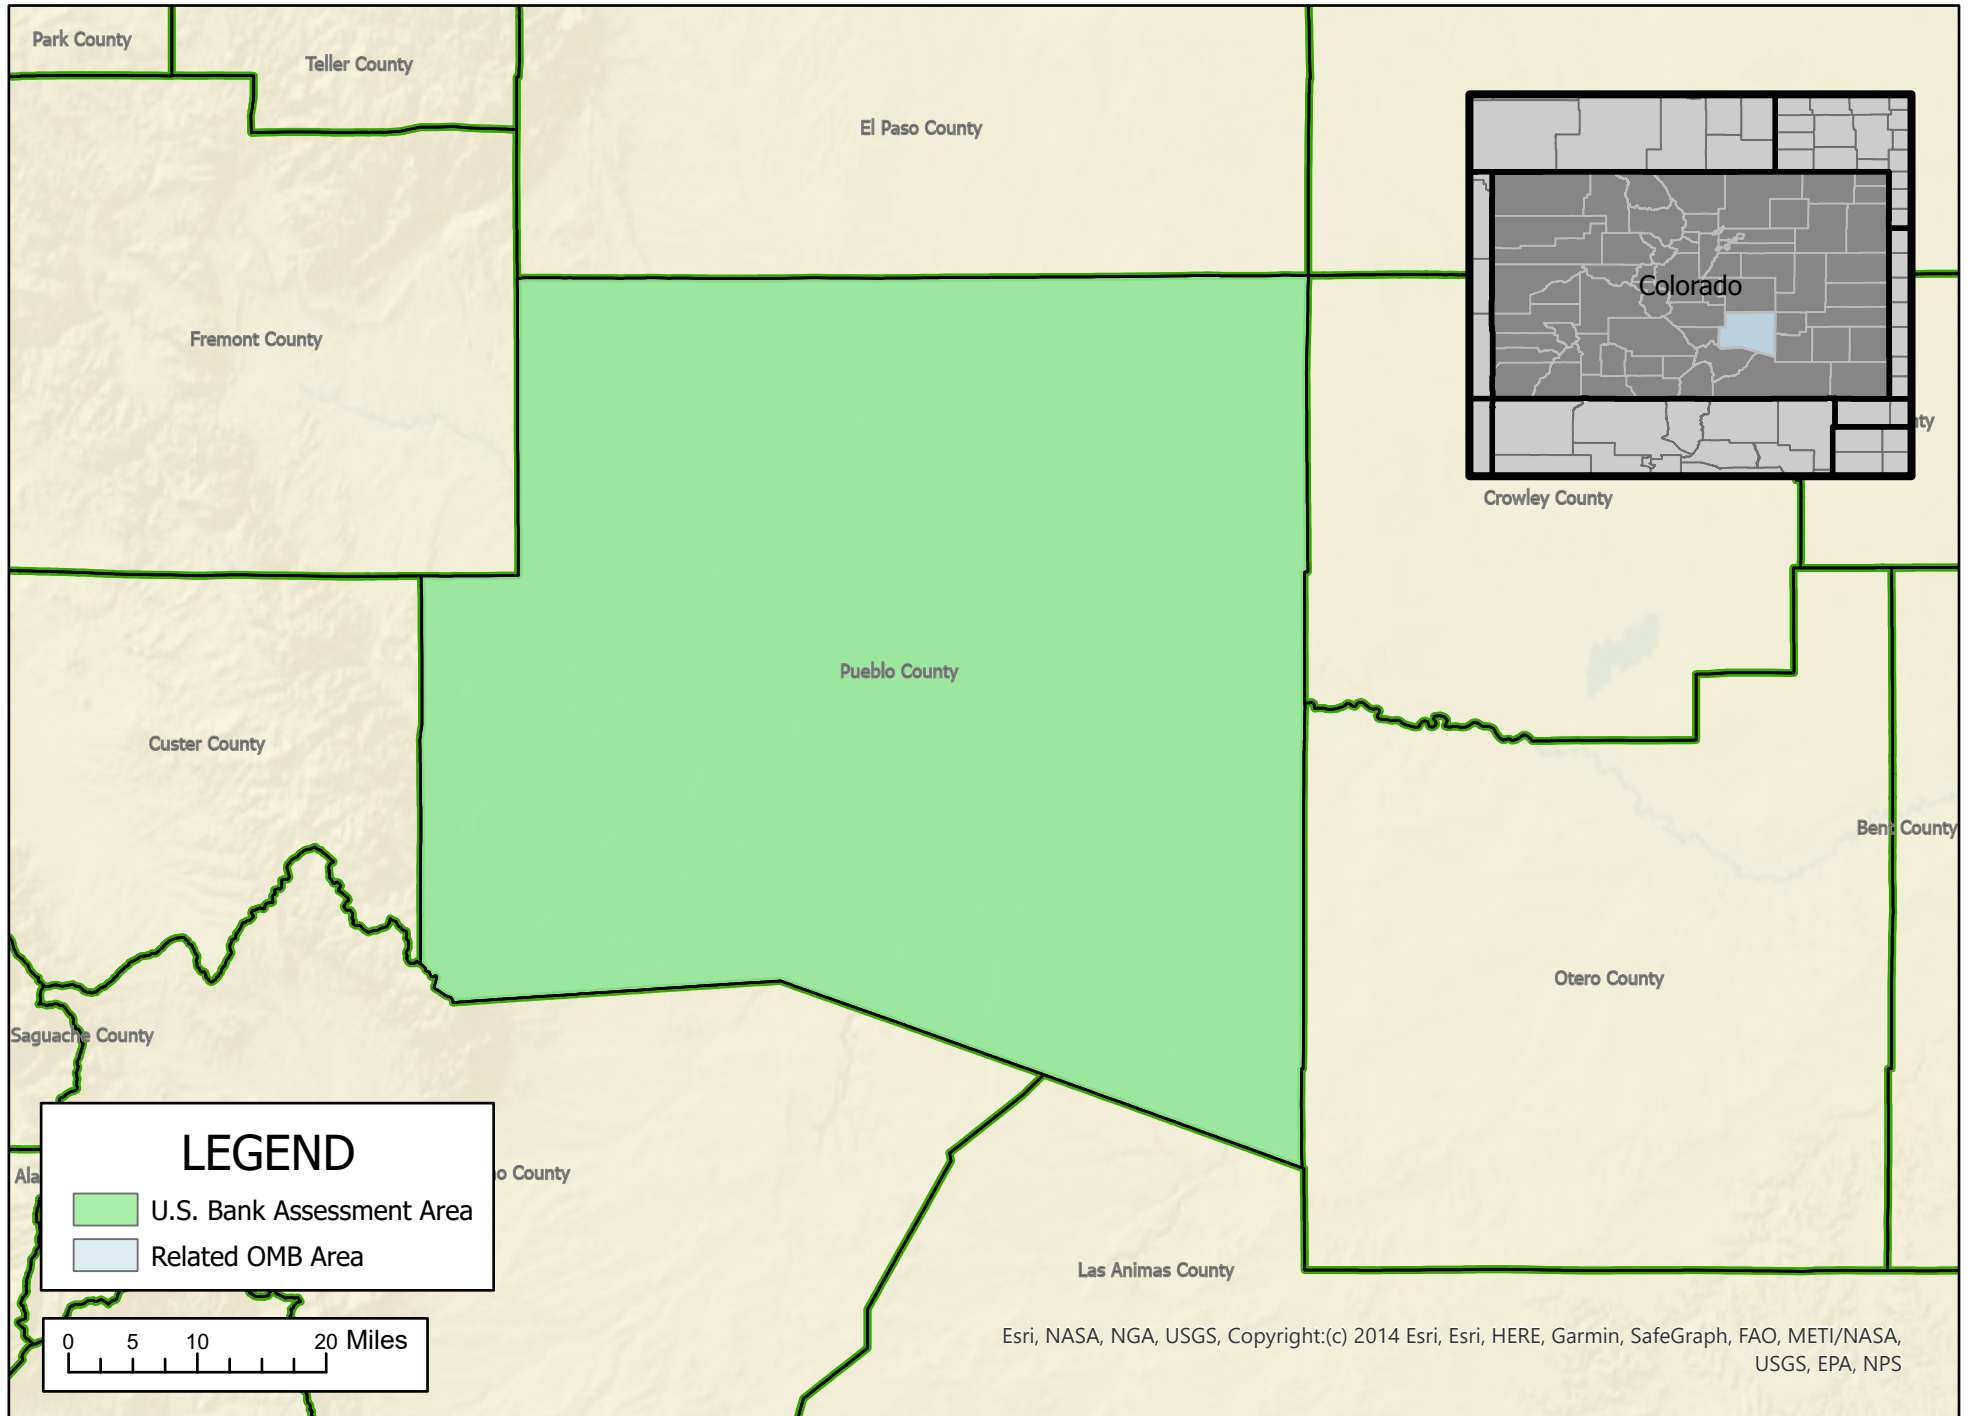 Park County
Teller County
El Paso County
Colorado
Fremont County
Crowley County
Pueblo County
Custer County
Bent County
Otero County
Saguache County
County
LEGEND
U.S. Bank Assessment Area
Related OMB Area
Las Animas County
0 5 10 20 Miles
Esri, NASA, NGA, USGS, Copyright:(c) 2014 Esri, Esri, HERE, Garmin, SafeGraph, FAO, METI/NASA,
USGS, EPA, NPS